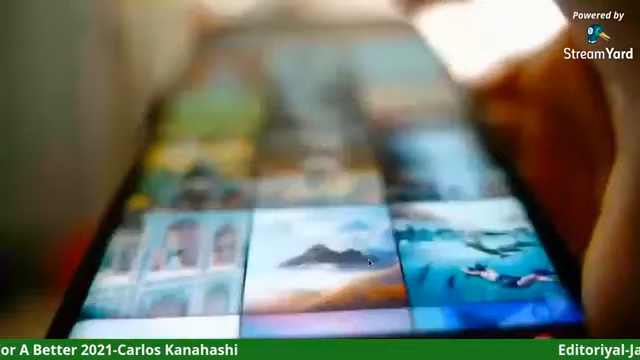 Powered by
StreamYard
or A Better 2021-Carlos Kanahashi
Editoriyal-Ja